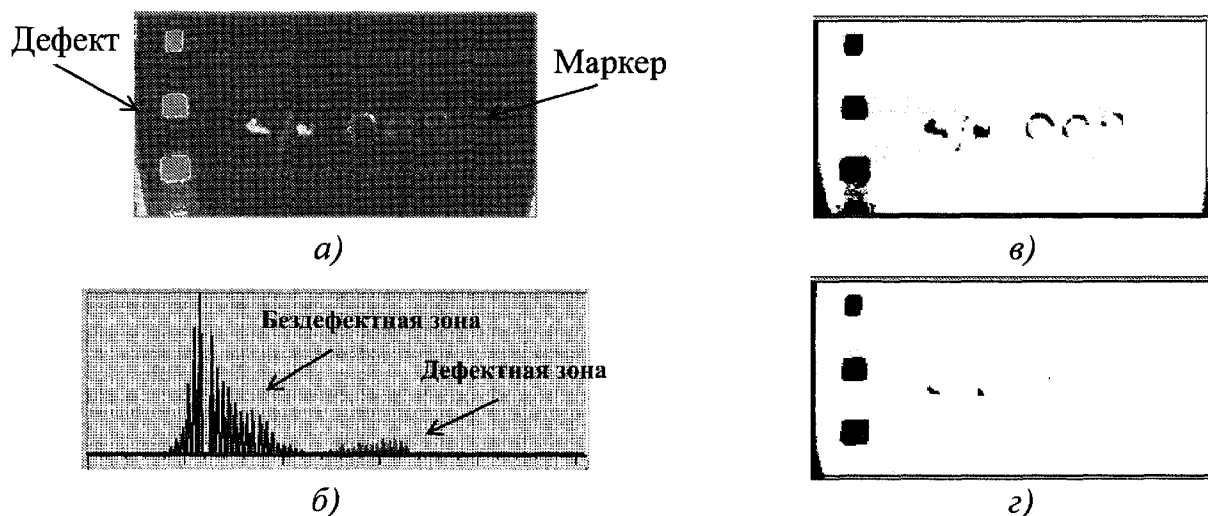 Дефект
Маркер
а)
в)
Бездефектная зона
Дефектная зона
б)
г)